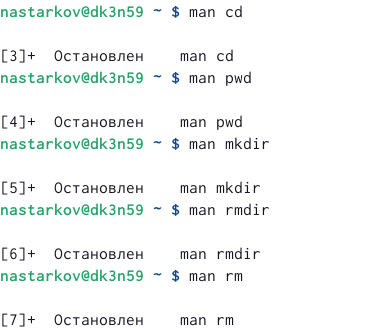 nastarkov@dk3n59 ~ $ man cd
[3]+  Остановлен    man cd
nastarkov@dk3n59 ~ $ man pwd
[4]+  Остановлен    man pwd
nastarkov@dk3n59 ~ $ man mkdir
[5]+  Остановлен    man mkdir
nastarkov@dk3n59 ~ $ man rmdir
[6]+  Остановлен    man rmdir
nastarkov@dk3n59 ~ $ man rm
[7]+  Остановлен    man rm